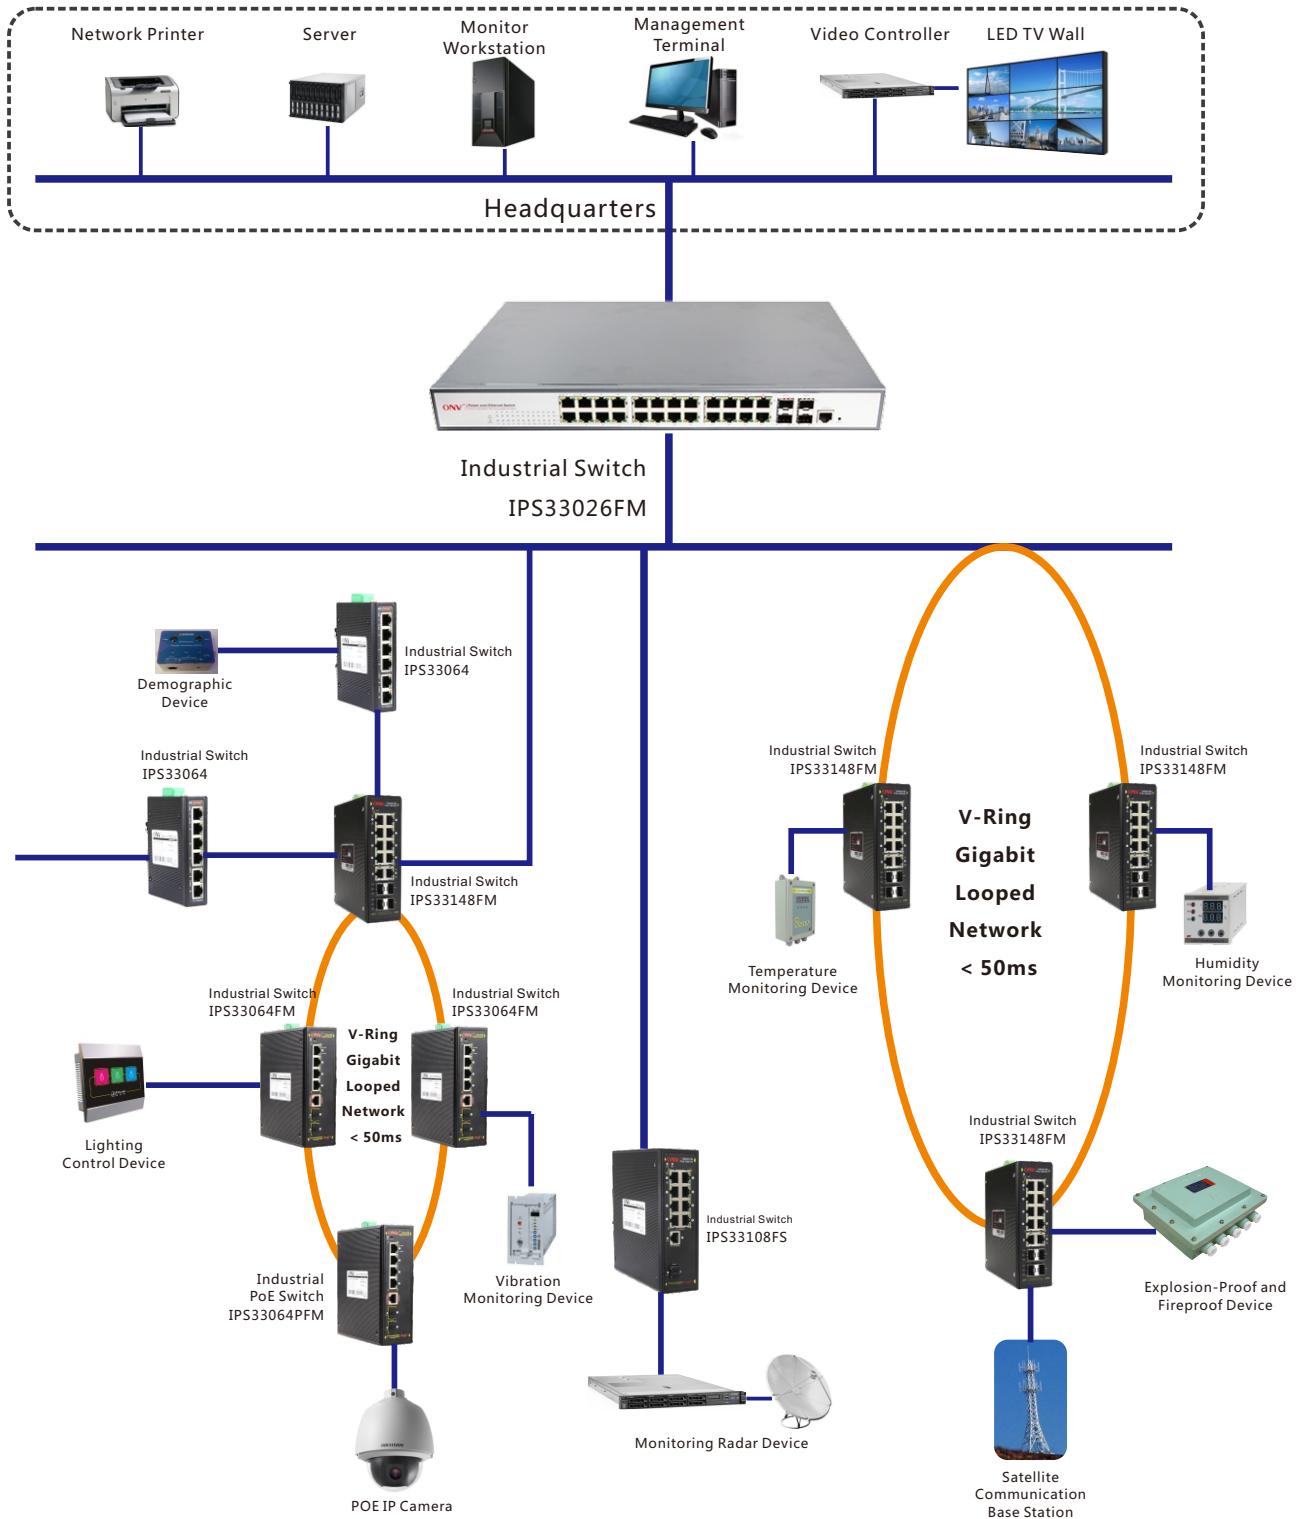 Network Printer
Server
Monitor
Workstation
Management
Terminal
Video Controller
LED TV Wall
Headquarters
ONV
Industrial Switch
IPS33026FM
Industrial Switch
IPS33064
Demographic
Device
Industrial Switch
IPS33064
Industrial Switch
IPS33148FM
Industrial Switch
IPS33148FM
Industrial Switch
IPS33148FM
V-Ring
Gigabit
Looped
Network
< 50ms
Temperature
Monitoring Device
Humidity
Monitoring Device
Industrial Switch
IPS33064FM
Industrial Switch
IPS33064FM
V-Ring
Gigabit
Looped
Network
< 50ms
Lighting
Control Device
Industrial Switch
IPS33148FM
Industrial Switch
IPS33108FS
Vibration
Monitoring Device
Industrial
PoE Switch
IPS33064PFM
Explosion-Proof and
Fireproof Device
Monitoring Radar Device
Satellite
Communication
Base Station
POE IP Camera